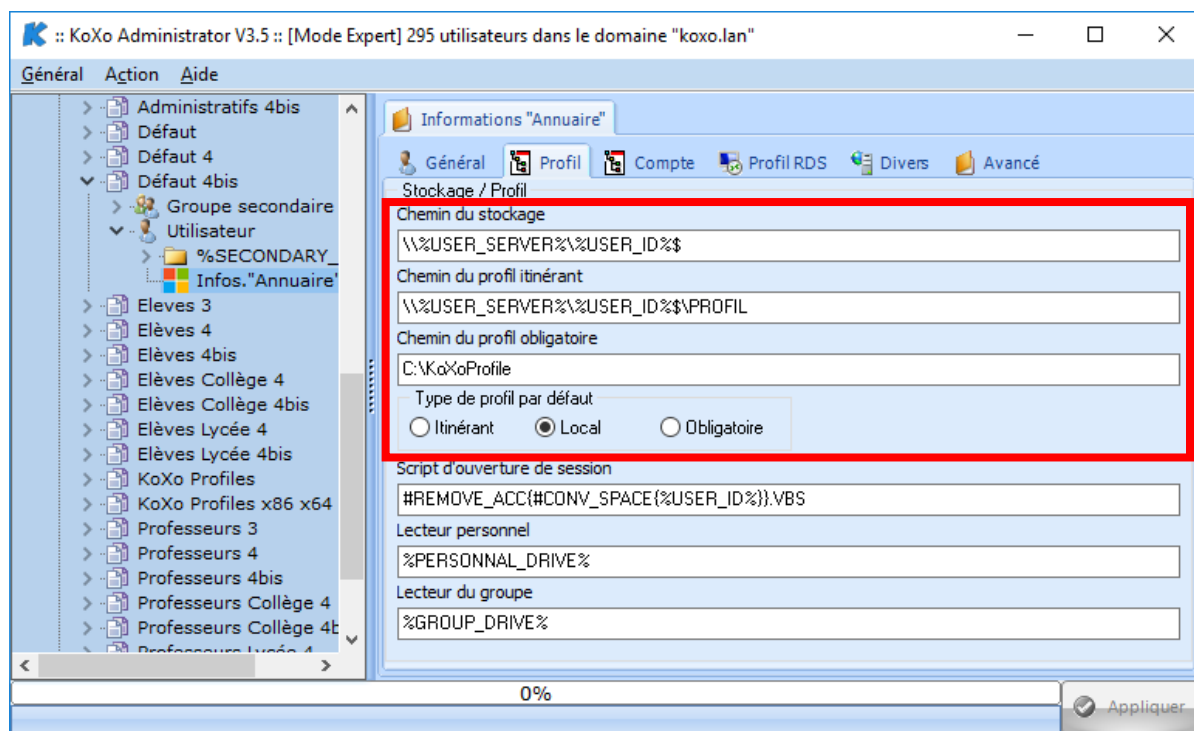 :: KoXo Administrator V3.5 :: [Mode Expert] 295 utilisateurs dans le domaine "koxo.lan"
Général Action Aide
Administratifs 4bis
Défaut
Défaut 4
Défaut 4bis
Groupe secondaire
Utilisateur
%SECONDARY_
Infos."Annuaire"
Eleves 3
Elèves 4
Elèves 4bis
Elèves Collège 4
Elèves Collège 4bis
Elèves Lycée 4
Elèves Lycée 4bis
KoXo Profiles
KoXo Profiles x86 x64
Professeurs 3
Professeurs 4
Professeurs 4bis
Professeurs Collège 4
Professeurs Collège 4b
Professeurs Lycée 4
Informations "Annuaire"
Général Profil Compte Profil RDS Divers Avancé
Stockage / Profil
Chemin du stockage
\\%USER_SERVER%\%USER_ID%$
Chemin du profil itinérant
\\%USER_SERVER%\%USER_ID%$\PROFIL
Chemin du profil obligatoire
C:\KoXoProfile
Type de profil par défaut
Itinérant Local Obligatoire
Script d'ouverture de session
#REMOVE_ACC{#CONV_SPACE{%USER_ID%}}.VBS
Lecteur personnel
%PERSONNAL_DRIVE%
Lecteur du groupe
%GROUP_DRIVE%
0%
Appliquer